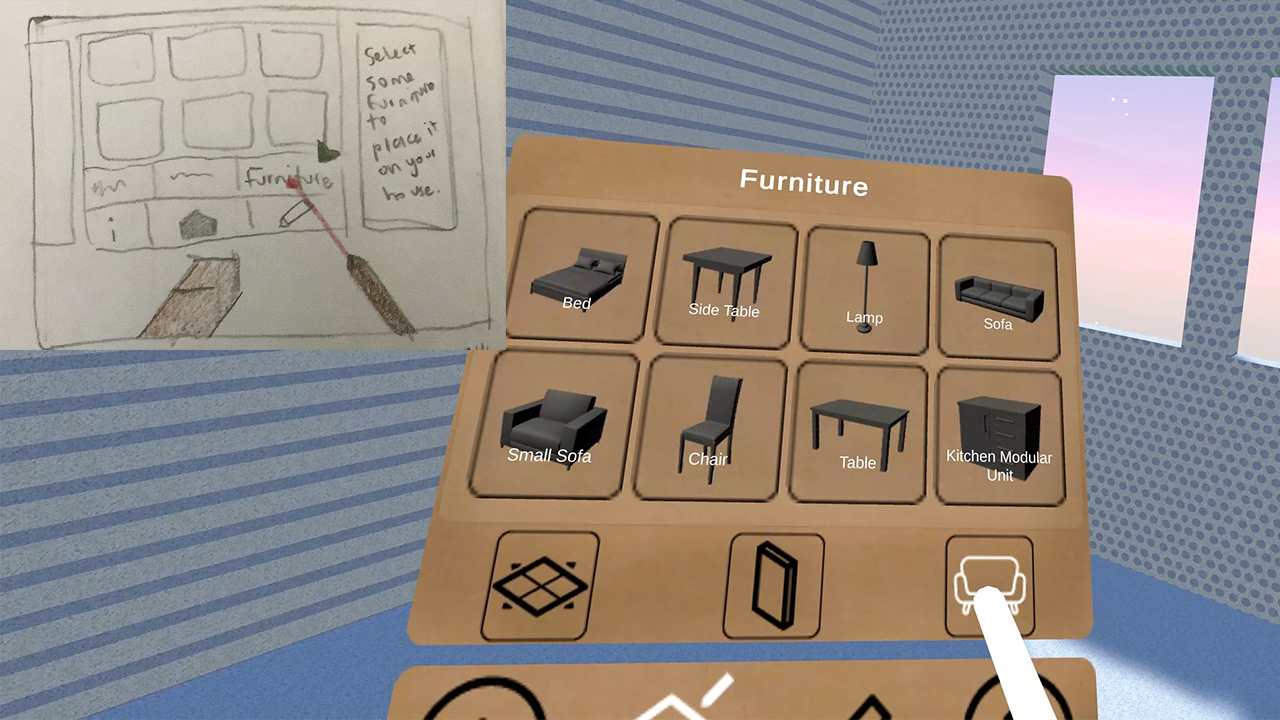 Select
some
furniture
to
place it
on your
house.
Furniture
i
Furniture
Bed
Side Table
Lamp
Sofa
Small Sofa
Chair
Table
Kitchen Modular
Unit